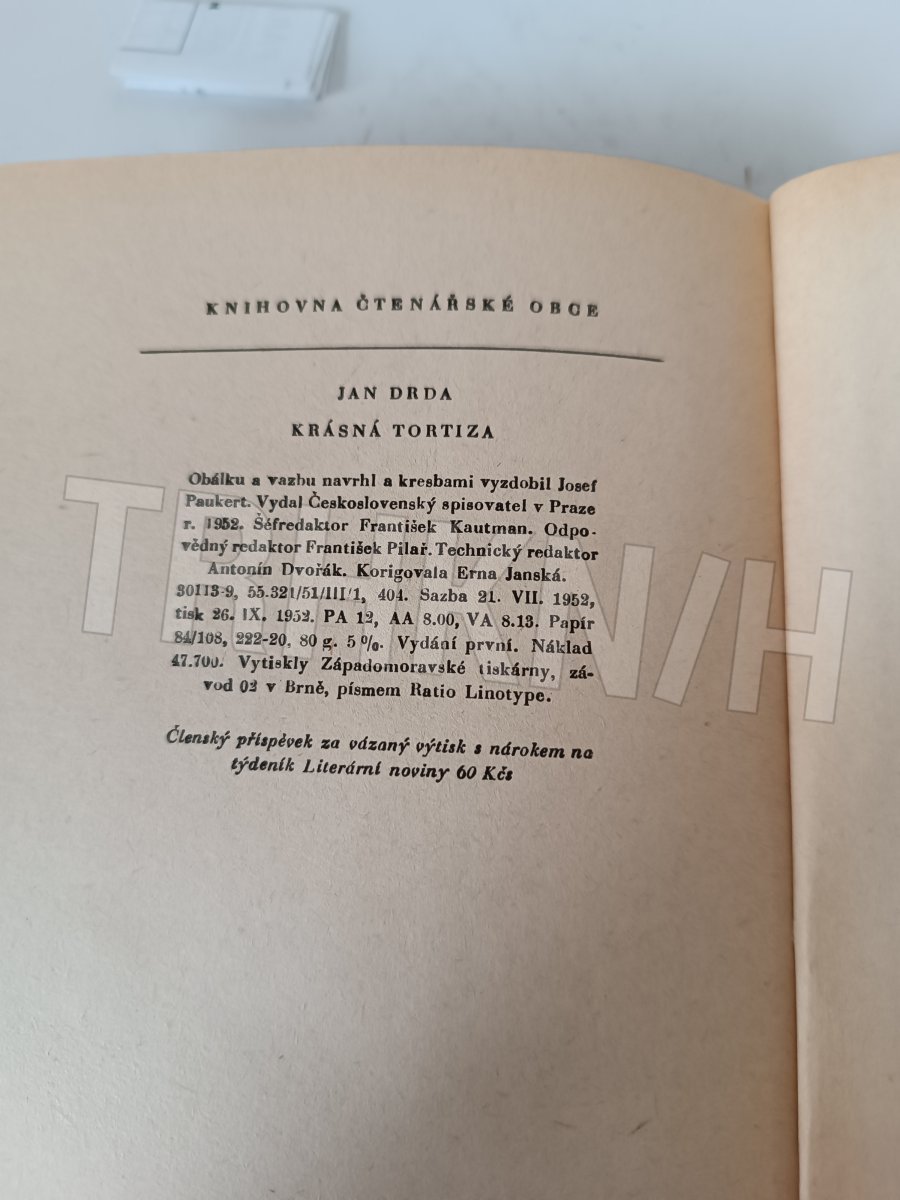 KNIHOVNA ČTENÁŘSKÉ OBCE
JAN DRDA
KRÁSNÁ TORTIZA
Obálku a vazbu navrhl a kresbami vyzdobil Josef
Paukert. Vydal Československý spisovatel v Praze
r. 1952. Šéfredaktor František Kautman. Odpo-
vědný redaktor František Pilař. Technický redaktor
Antonín Dvořák. Korigovala Erna Janská.
30113-9, 55.321/51/III/1, 404. Sazba 21. VII. 1952,
tisk 26. IX. 1952. PA 12, AA 8.00, VA 8.13. Papír
84/108, 222-20, 80 g. 5 %. Vydání první. Náklad
47.700. Vytiskly Západomoravské tiskárny, zá-
vod 02 v Brně, písmem Ratio Linotype.
Členský příspěvek za vázaný výtisk s nárokem na
týdeník Literární noviny 60 Kčs